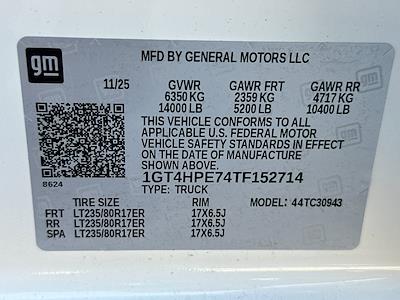 gm
MFD BY GENERAL MOTORS LLC
11/25 GVWR GAWR FRT GAWR RR
6350 KG 2359 KG 4717 KG
14000 LB 5200 LB 10400 LB
THIS VEHICLE CONFORMS TO ALL
APPLICABLE U.S. FEDERAL MOTOR
VEHICLE SAFETY STANDARDS IN EFFECT
ON THE DATE OF MANUFACTURE
SHOWN ABOVE.
1GT4HPE74TF152714
8624 TYPE: TRUCK
TIRE SIZE RIM MODEL: 44TC30943
FRT LT235/80R17ER 17X6.5J
RR LT235/80R17ER 17X6.5J
SPA LT235/80R17ER 17X6.5J